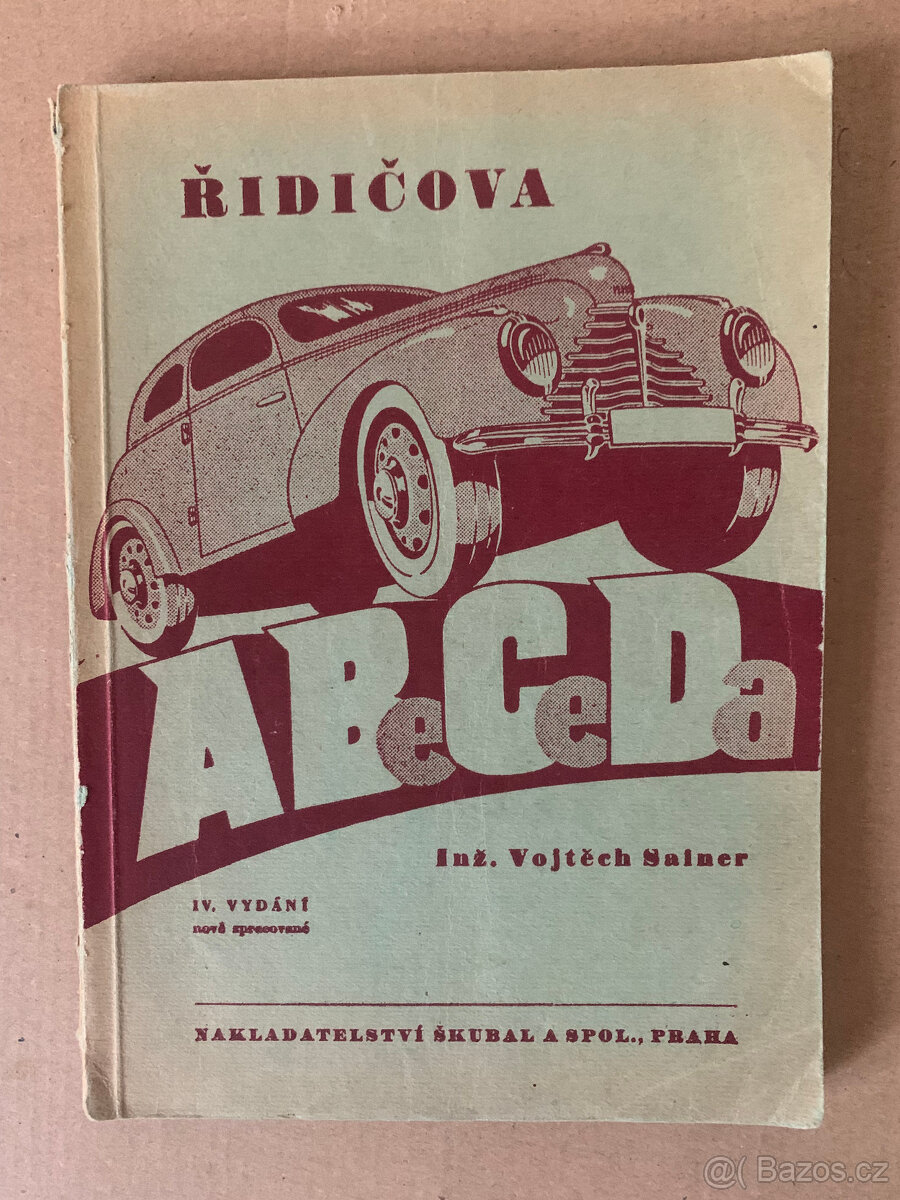 ŘIDIČOVA
ABeCeDa
Inž. Vojtěch Sainer
IV. VYDÁNÍ
nově zpracované
NAKLADATELSTVÍ ŠKUBAL A SPOL., PRAHA
@( Bazos.cz